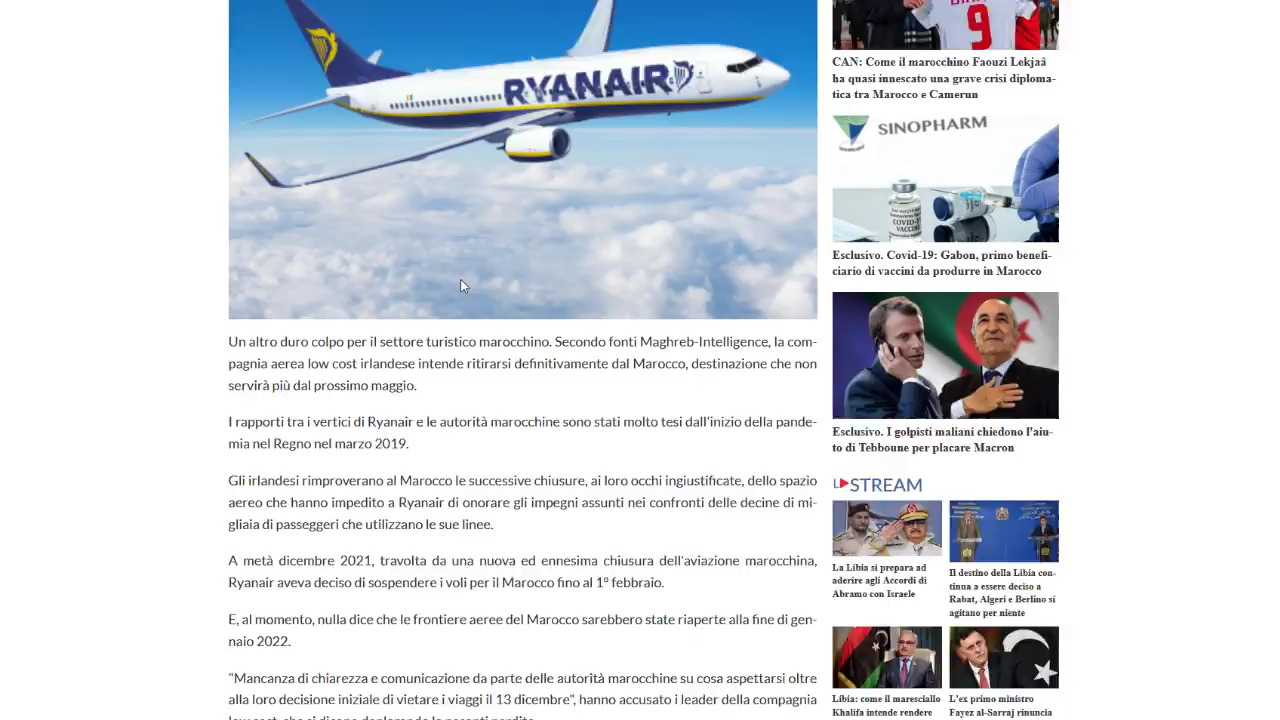 RYANAIR
Un altro duro colpo per il settore turistico marocchino. Secondo fonti Maghreb-Intelligence, la com-
pagnia aerea low cost irlandese intende ritirarsi definitivamente dal Marocco, destinazione che non
servirà più dal prossimo maggio.
I rapporti tra i vertici di Ryanair e le autorità marocchine sono stati molto tesi dall'inizio della pande-
mia nel Regno nel marzo 2019.
Gli irlandesi rimproverano al Marocco le successive chiusure, ai loro occhi ingiustificate, dello spazio
aereo che hanno impedito a Ryanair di onorare gli impegni assunti nei confronti delle decine di mi-
gliaia di passeggeri che utilizzano le sue linee.
A metà dicembre 2021, travolta da una nuova ed ennesima chiusura dell'aviazione marocchina,
Ryanair aveva deciso di sospendere i voli per il Marocco fino al 1° febbraio.
E, al momento, nulla dice che le frontiere aeree del Marocco sarebbero state riaperte alla fine di gen-
naio 2022.
"Mancanza di chiarezza e comunicazione da parte delle autorità marocchine su cosa aspettarsi oltre
alla loro decisione iniziale di vietare i viaggi il 13 dicembre", hanno accusato i leader della compagnia
9
CAN: Come il marocchino Faouzi Lekjaâ
ha quasi innescato una grave crisi diploma-
tica tra Marocco e Camerun
SINOPHARM
COVID-19
VACCINE
Esclusivo. Covid-19: Gabon, primo benefi-
ciario di vaccini da produrre in Marocco
Esclusivo. I golpisti maliani chiedono l'aiu-
to di Tebboune per placare Macron
L STREAM
La Libia si prepara ad
aderire agli Accordi di
Abramo con Israele
Il destino della Libia con-
tinua a essere deciso a
Rabat, Algeri e Berlino si
agitano per niente
Libia: come il maresciallo
Khalifa intende rendere
L'ex primo ministro
Fayez al-Sarraj rinuncia